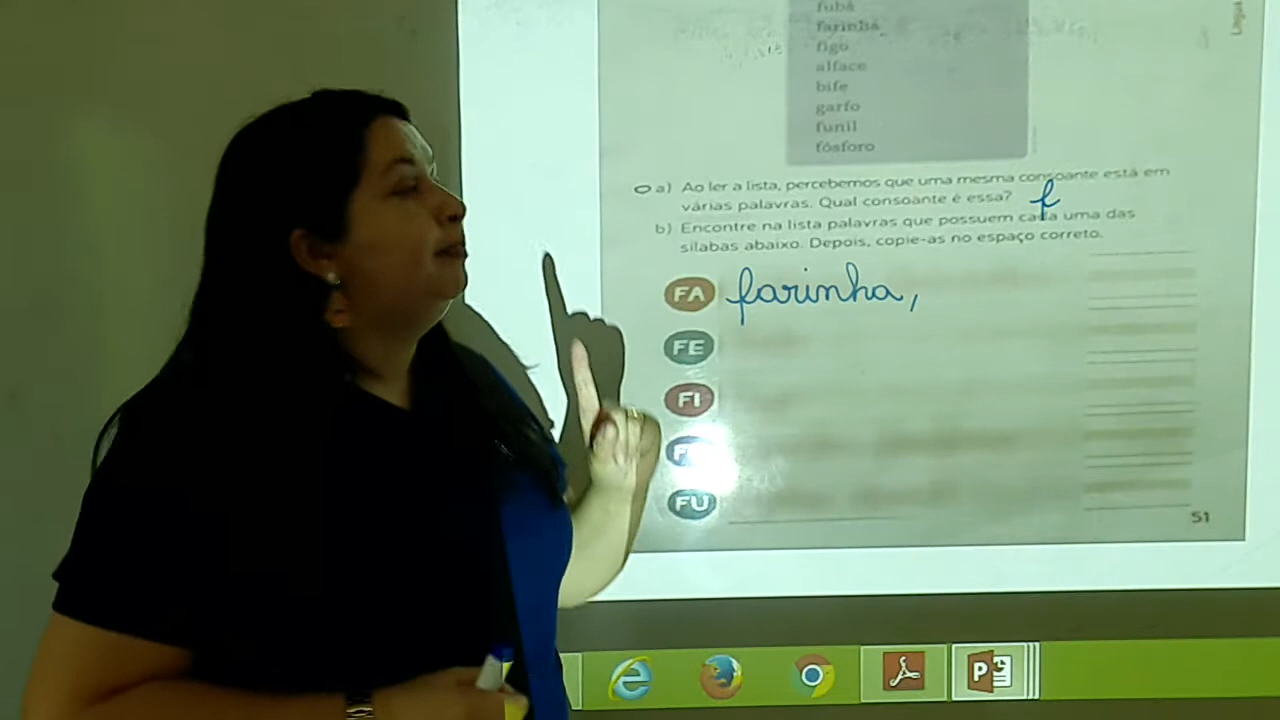 fubá
farinha
figo
alface
bife
garfo
funil
fósforo
a) Ao ler a lista, percebemos que uma mesma consoante está em
várias palavras. Qual consoante é essa? f
b) Encontre na lista palavras que possuem cada uma das
sílabas abaixo. Depois, copie-as no espaço correto.
FA farinha,
FE
FI
FU
51